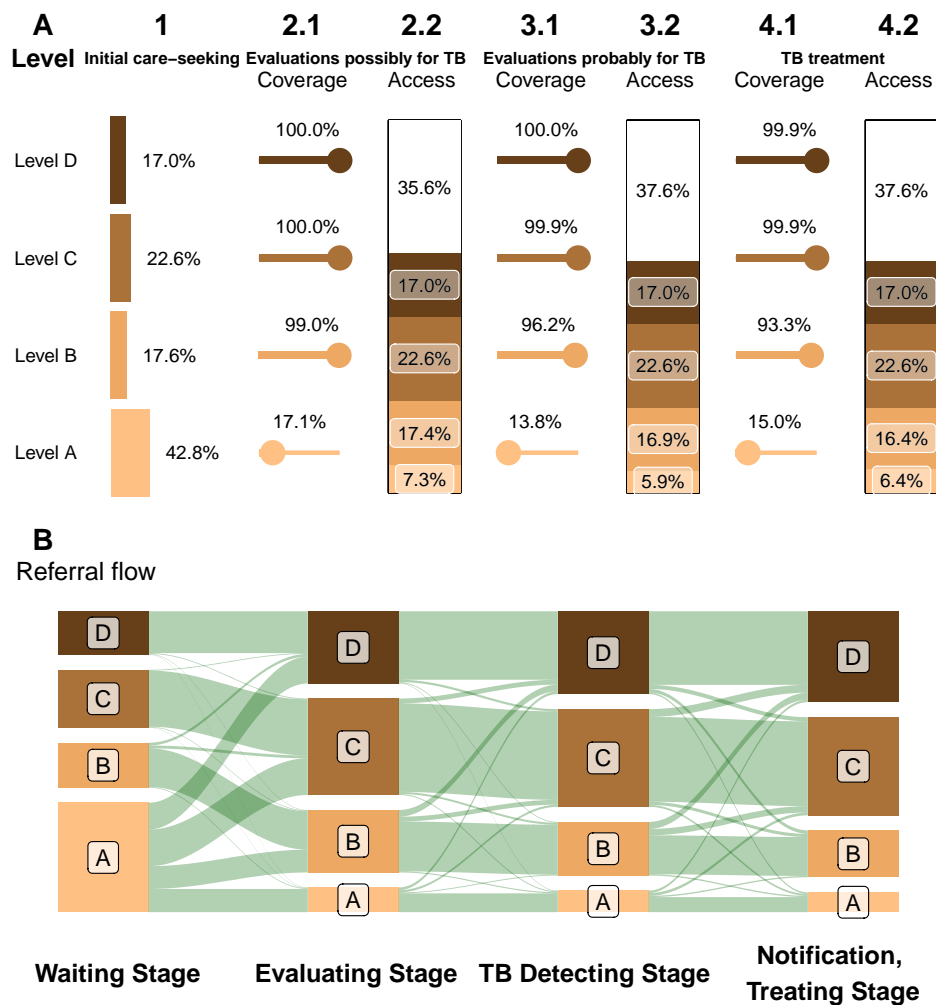 A 1 2.1 2.2 3.1 3.2 4.1 4.2
Level Initial care−seeking Evaluations possibly for TB Evaluations probably for TB TB treatment
Coverage Access Coverage Access Coverage Access
100.0% 100.0% 99.9%
Level D 17.0% 35.6% 37.6% 37.6%
100.0% 99.9% 99.9%
Level C 22.6% 17.0% 17.0% 17.0%
99.0% 96.2% 93.3%
Level B 17.6% 22.6% 22.6% 22.6%
17.1% 13.8% 15.0%
17.4% 16.9% 16.4%
Level A 42.8%
7.3% 5.9% 6.4%
B
Referral flow
D D D D
C C C C
B B B B
A A A A
Waiting Stage Evaluating Stage TB Detecting Stage Notification,
Treating Stage